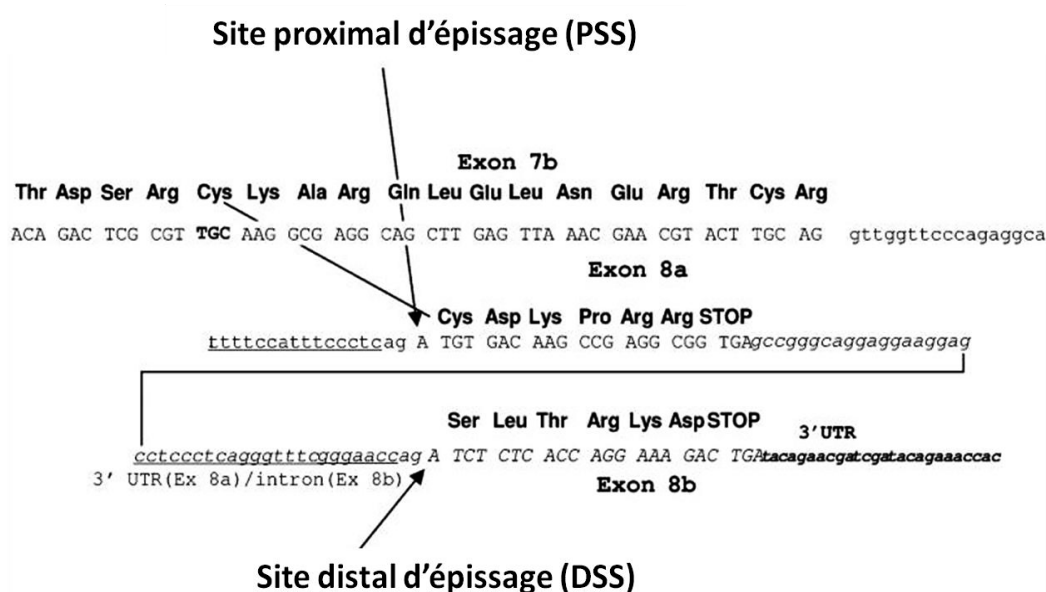 Site proximal d'épissage (PSS)
Exon 7b
Thr Asp Ser Arg Cys Lys Ala Arg Gln Leu Glu Leu Asn Glu Arg Thr Cys Arg
ACA GAC TCG CGT TGC AAG GCG AGG CAG CTT GAG TTA AAC GAA CGT ACT TGC AG gttggttcccagaggca
Exon 8a
Cys Asp Lys Pro Arg Arg STOP
ttttccatttccctcag A TGT GAC AAG CCG AGG CGG TGAgccgggcaggaggaaggag
Ser Leu Thr Arg Lys Asp STOP
3'UTR
cctccctcagggtttcgggaaccag A TCT CTC ACC AGG AAA GAC TGAtacagaacgatcgatacagaaaccac
3' UTR(Ex 8a)/intron(Ex 8b)
Exon 8b
Site distal d'épissage (DSS)